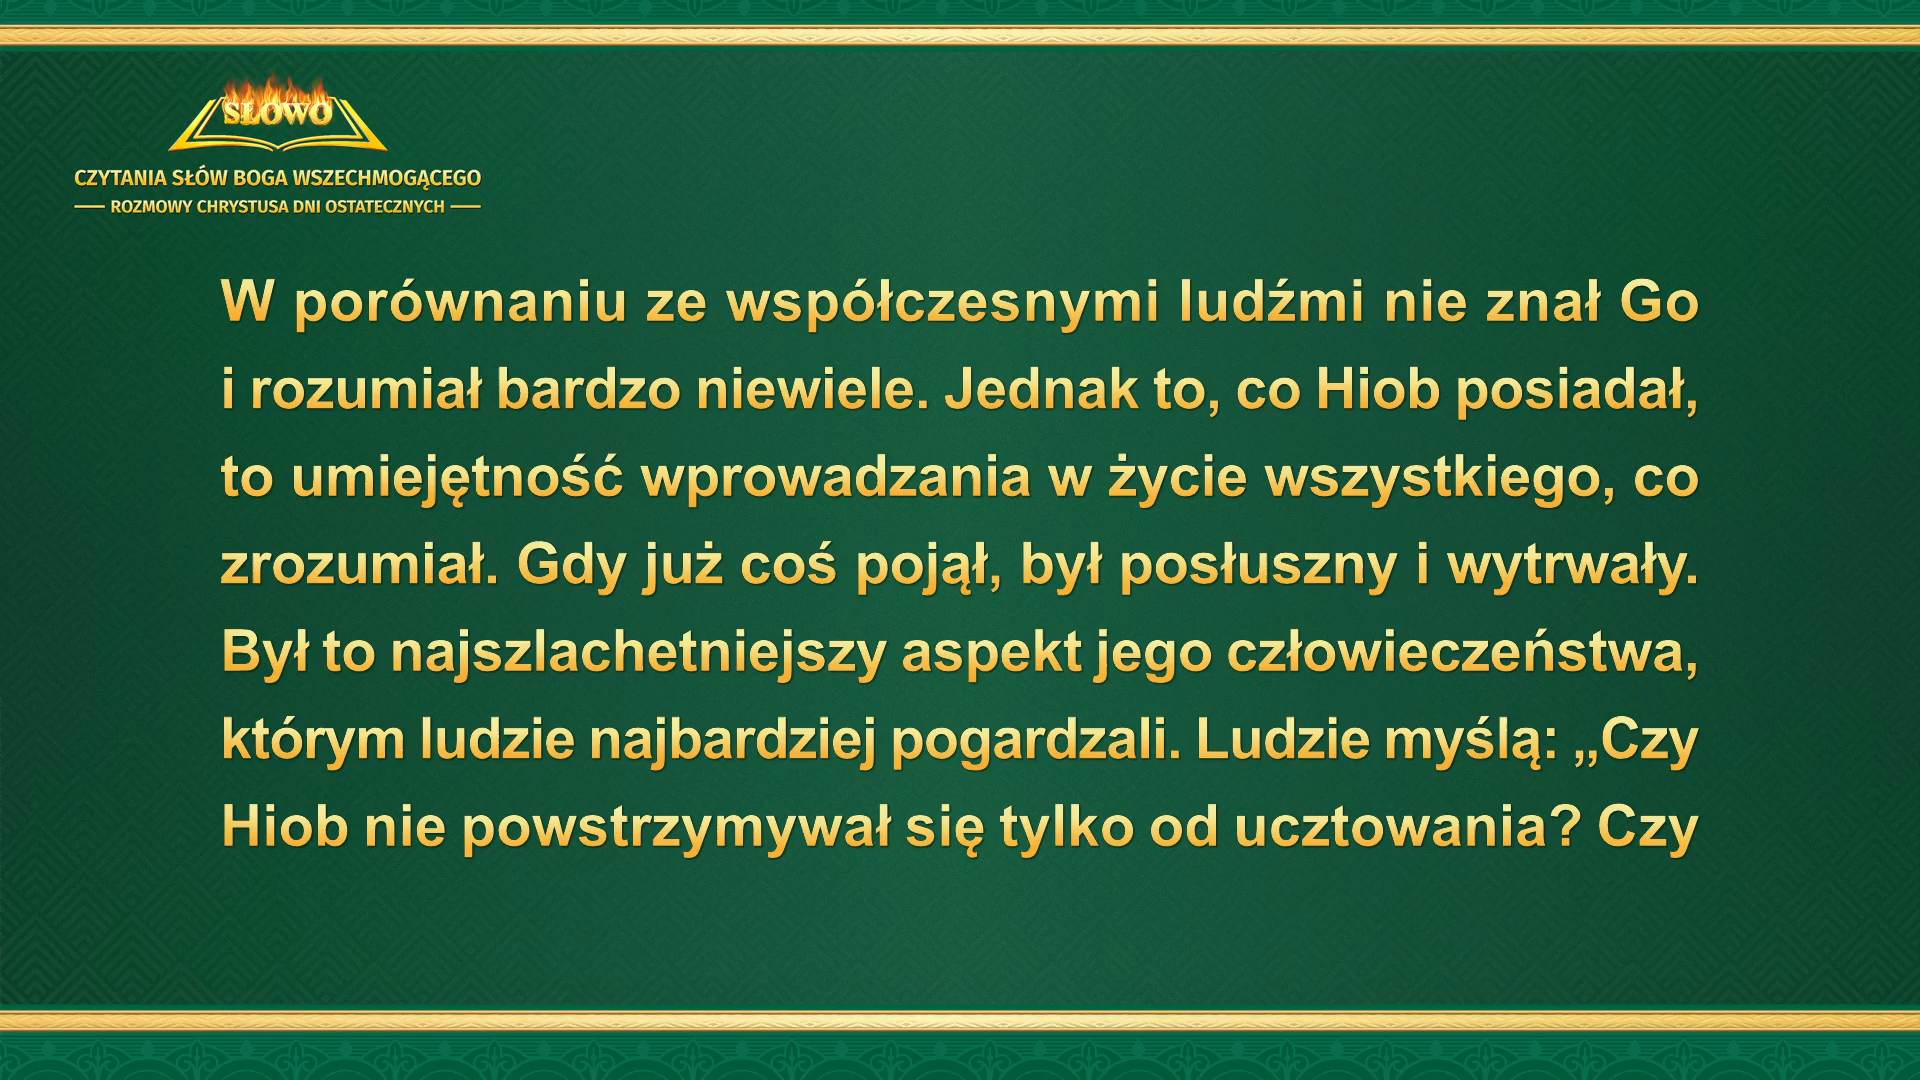 SŁOWO
CZYTANIA SŁÓW BOGA WSZECHMOGĄCEGO
ROZMOWY CHRYSTUSA DNI OSTATECZNYCH
W porównaniu ze współczesnymi ludźmi nie znał Go
i rozumiał bardzo niewiele. Jednak to, co Hiob posiadał,
to umiejętność wprowadzania w życie wszystkiego, co
zrozumiał. Gdy już coś pojął, był posłuszny i wytrwały.
Był to najszlachetniejszy aspekt jego człowieczeństwa,
którym ludzie najbardziej pogardzali. Ludzie myślą: „Czy
Hiob nie powstrzymywał się tylko od ucztowania? Czy